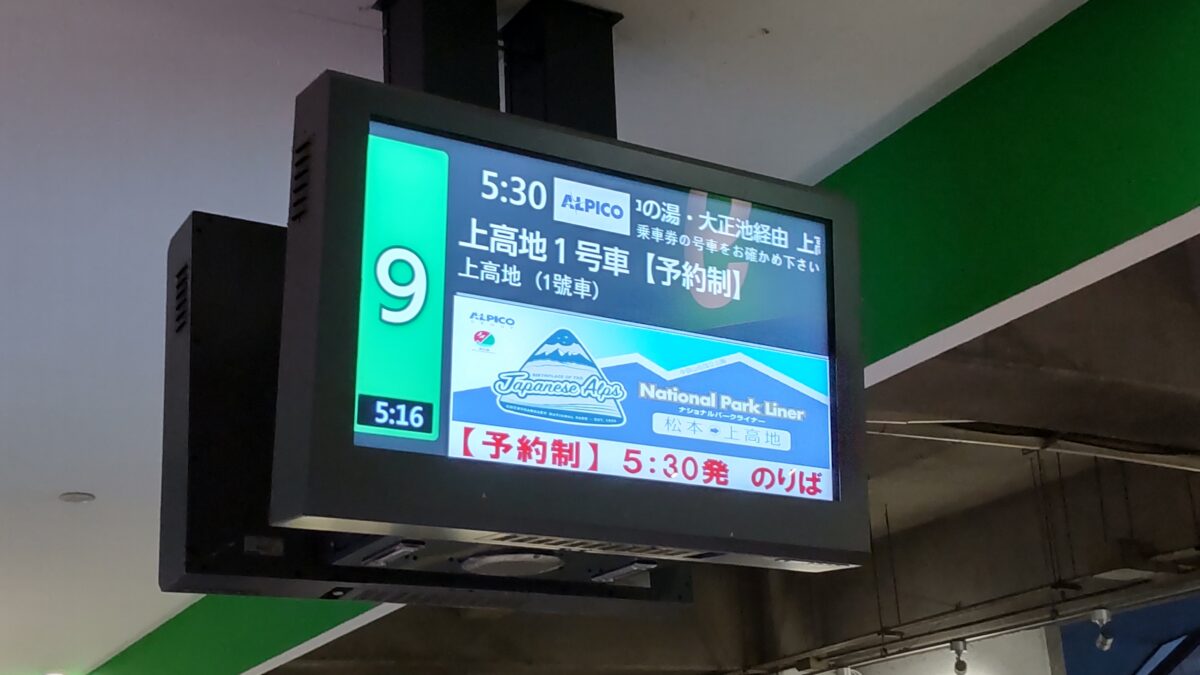 9
5:16
5:30 ALPICO の湯・大正池経由 上
乗車券の号車をお確かめ下さい
上高地1号車【予約制】
上高地（1號車）
ALPICO
Japanese Alps
National Park Liner
ナショナルパークライナー
松本➡上高地
【予約制】5:30発 のりば